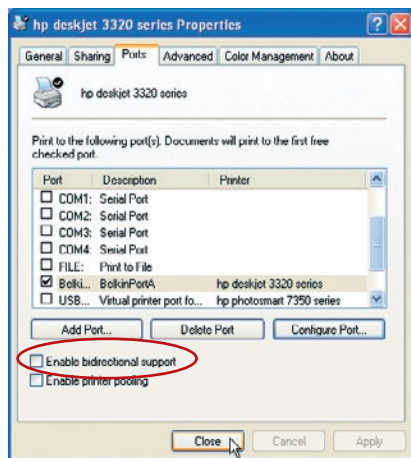 hp deskjet 3320 series Properties
General Sharing Ports Advanced Color Management About
hp deskjet 3320 series
Print to the following port(s). Documents will print to the first free
checked port.
Port Description Printer
COM1: Serial Port
COM2: Serial Port
COM3: Serial Port
COM4: Serial Port
FILE: Print to File
Belki... BelkinPortA hp deskjet 3320 series
USB... Virtual printer port fo... hp photosmart 7350 series
Add Port... Delete Port Configure Port...
Enable bidirectional support
Enable printer pooling
Close Cancel Apply